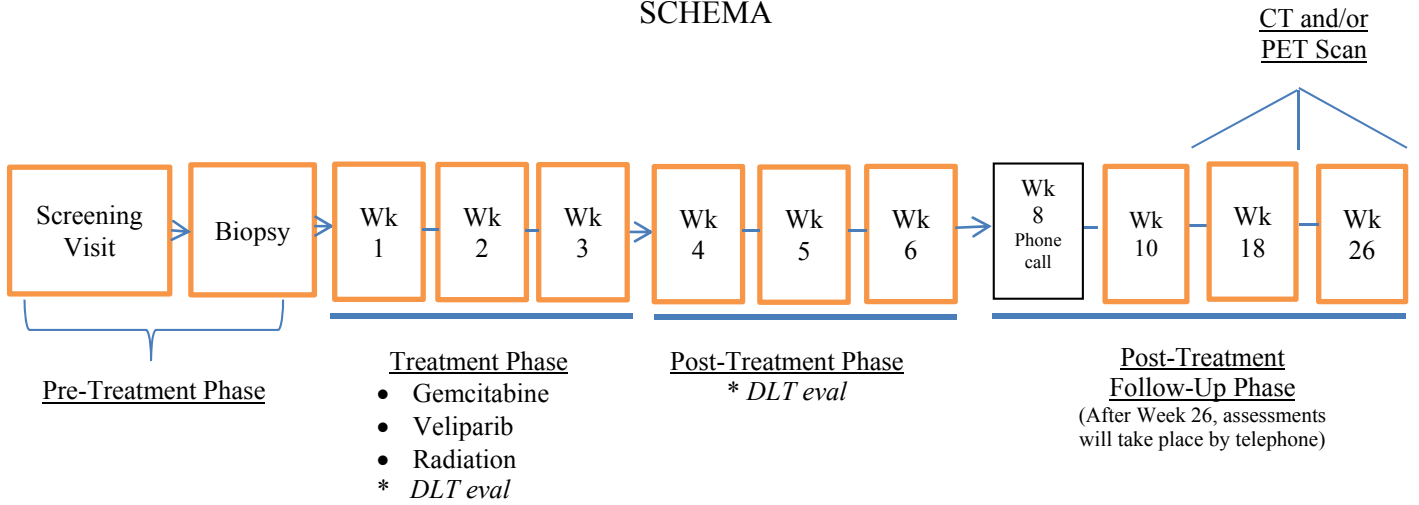 SCHEMA
CT and/or
PET Scan
Screening
Visit
Biopsy
Wk
1
Wk
2
Wk
3
Wk
4
Wk
5
Wk
6
Wk
8
Phone
call
Wk
10
Wk
18
Wk
26
Pre-Treatment Phase
Treatment Phase
• Gemcitabine
• Veliparib
• Radiation
* DLT eval
Post-Treatment Phase
* DLT eval
Post-Treatment
Follow-Up Phase
(After Week 26, assessments
will take place by telephone)